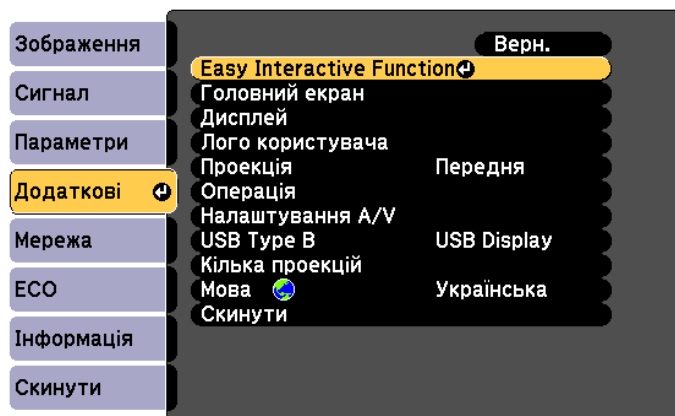 Зображення
Сигнал
Параметри
Додаткові
Мережа
ECO
Інформація
Скинути
Верн.
Easy Interactive Function
Головний екран
Дисплей
Лого користувача
Проекція Передня
Операція
Налаштування A/V
USB Type B USB Display
Кілька проекцій
Мова Українська
Скинути